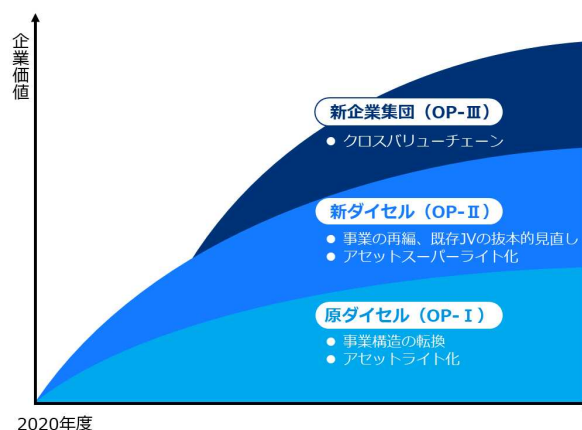 企業価値
新企業集団（OP-Ⅲ）
● クロスバリューチェーン
新ダイセル（OP-Ⅱ）
● 事業の再編、既存JVの抜本的見直し
● アセットスーパーライト化
原ダイセル（OP-Ⅰ）
● 事業構造の転換
● アセットライト化
2020年度